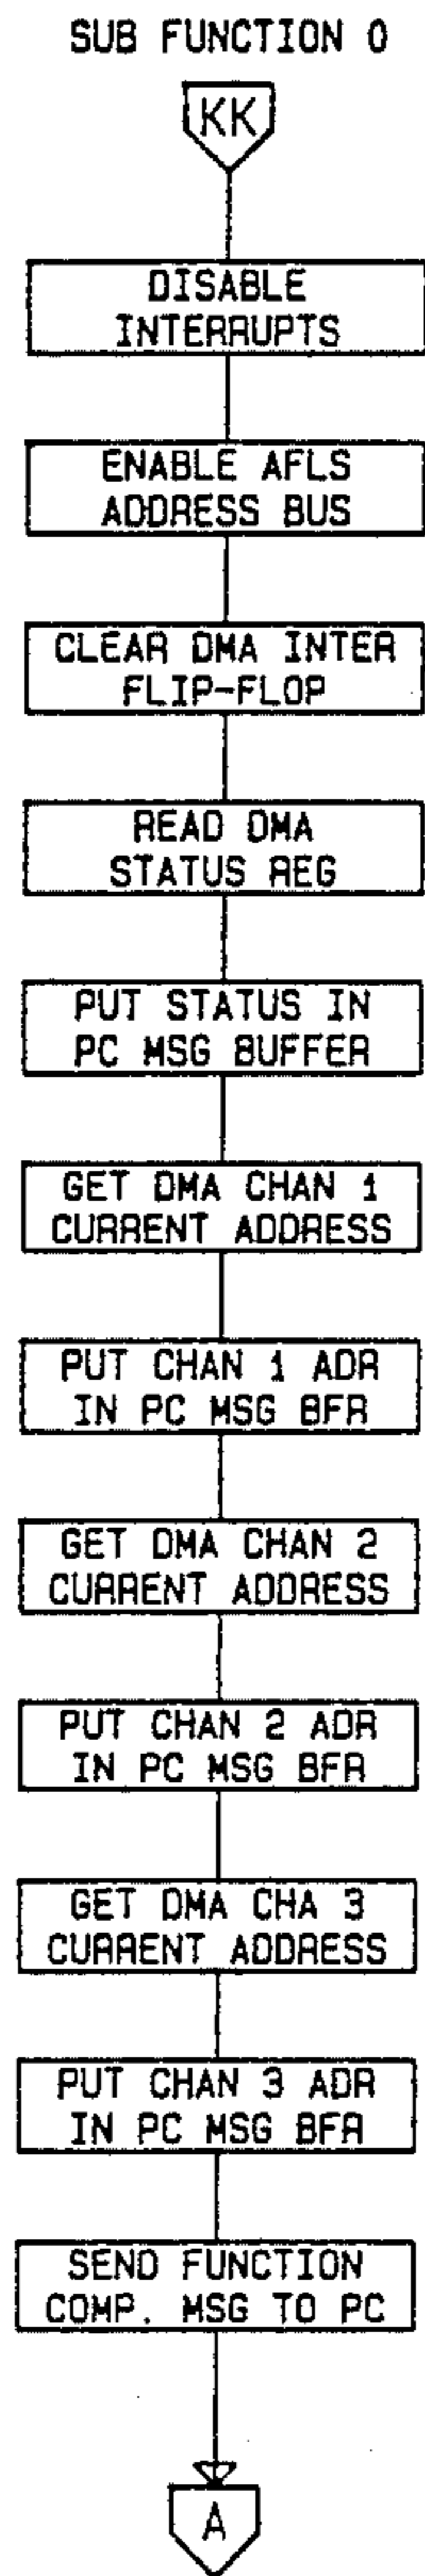 SUB FUNCTION 0
KK
DISABLE
INTERRUPTS
ENABLE AFLS
ADDRESS BUS
CLEAR DMA INTER
FLIP-FLOP
READ DMA
STATUS REG
PUT STATUS IN
PC MSG BUFFER
GET DMA CHAN 1
CURRENT ADDRESS
PUT CHAN 1 ADR
IN PC MSG BFR
GET DMA CHAN 2
CURRENT ADDRESS
PUT CHAN 2 ADR
IN PC MSG BFR
GET DMA CHA 3
CURRENT ADDRESS
PUT CHAN 3 ADR
IN PC MSG BFR
SEND FUNCTION
COMP. MSG TO PC
A